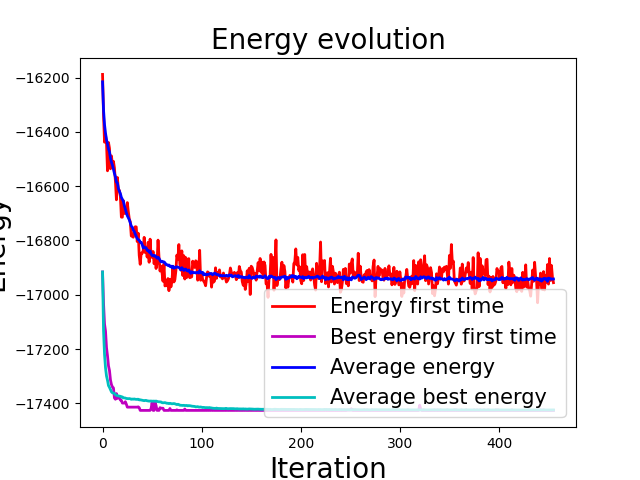 Energy evolution
Energy
−16200
−16400
−16600
−16800
−17000
−17200
−17400
Energy first time
Best energy first time
Average energy
Average best energy
0
100
200
300
400
Iteration